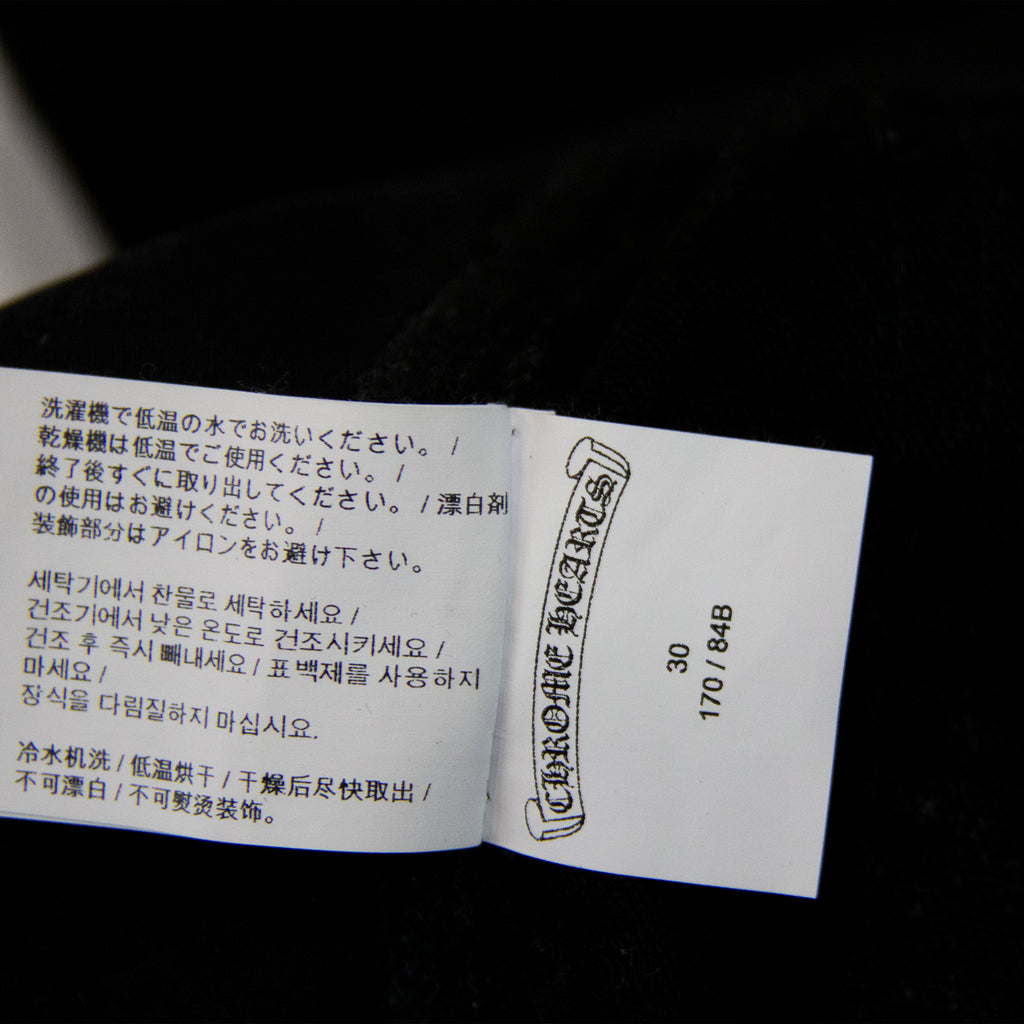 洗濯機で低温の水でお洗いください。 /
乾燥機は低温でご使用ください。 /
終了後すぐに取り出してください。 / 漂白剤
の使用はお避けください。 /
装飾部分はアイロンをお避け下さい。
세탁기에서 찬물로 세탁하세요 /
건조기에서 낮은 온도로 건조시키세요 /
건조 후 즉시 빼내세요 / 표백제를 사용하지
마세요 /
장식을 다림질하지 마십시요.
冷水机洗 / 低温烘干 / 干燥后尽快取出 /
不可漂白 / 不可熨烫装饰。
CHROME HEARTS
30
170 / 84B